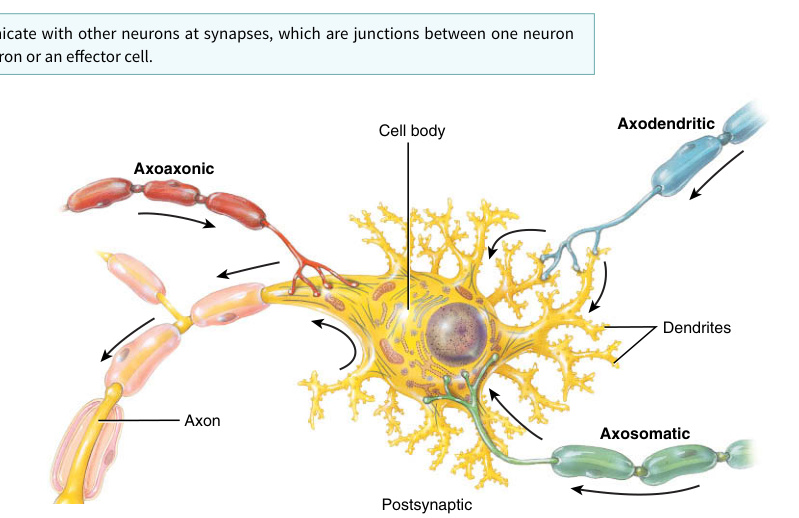 icate with other neurons at synapses, which are junctions between one neuron
ron or an effector cell.
Cell body
Axodendritic
Axoaxonic
Dendrites
Axon
Axosomatic
Postsynaptic